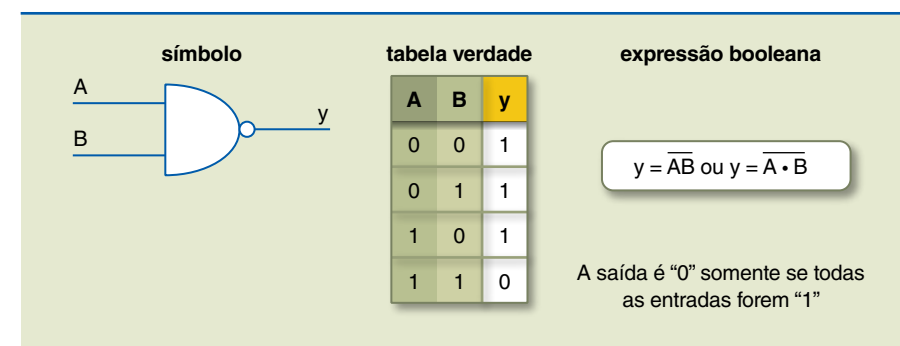 símbolo
A
B
y
tabela verdade
A B y
0 0 1
0 1 1
1 0 1
1 1 0
expressão booleana
y = A̅B̅ ou y = A̅ ̅•̅ ̅B̅
A saída é “0” somente se todas
as entradas forem “1”